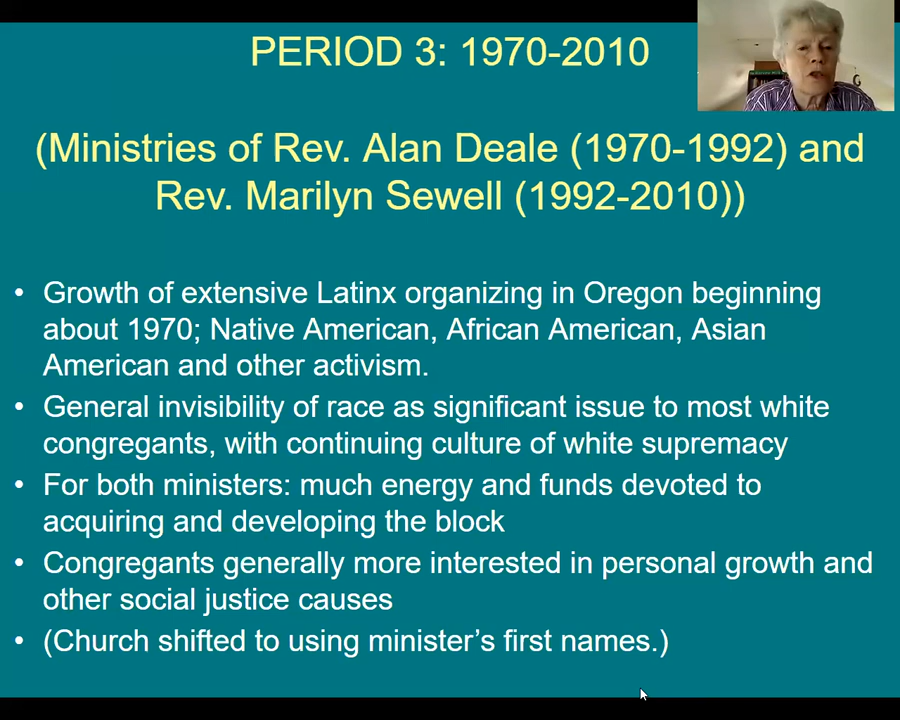 PERIOD 3: 1970-2010
(Ministries of Rev. Alan Deale (1970-1992) and
Rev. Marilyn Sewell (1992-2010))
• Growth of extensive Latinx organizing in Oregon beginning
about 1970; Native American, African American, Asian
American and other activism.
• General invisibility of race as significant issue to most white
congregants, with continuing culture of white supremacy
• For both ministers: much energy and funds devoted to
acquiring and developing the block
• Congregants generally more interested in personal growth and
other social justice causes
• (Church shifted to using minister’s first names.)